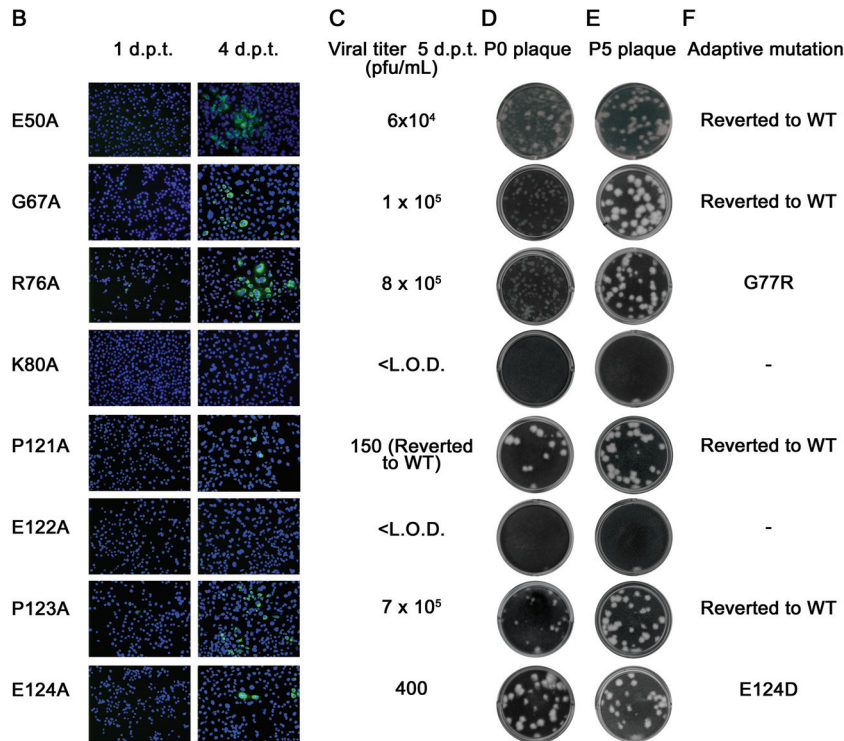 B C D E F
1 d.p.t. 4 d.p.t. Viral titer 5 d.p.t. P0 plaque P5 plaque Adaptive mutation
(pfu/mL)
E50A 6x10⁴ Reverted to WT
G67A 1 x 10⁵ Reverted to WT
R76A 8 x 10⁵ G77R
K80A <L.O.D. -
P121A 150 (Reverted Reverted to WT
to WT)
E122A <L.O.D. -
P123A 7 x 10⁵ Reverted to WT
E124A 400 E124D